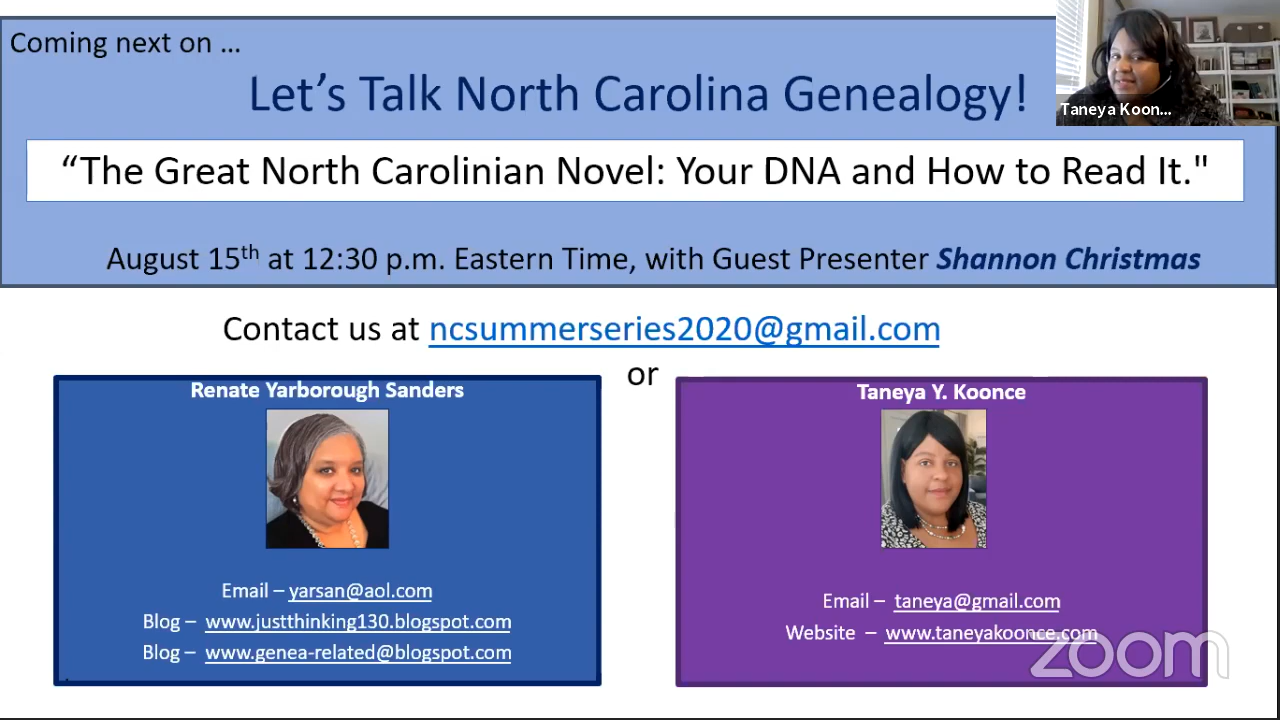 Coming next on …
Let's Talk North Carolina Genealogy!
Taneya Koon...
“The Great North Carolinian Novel: Your DNA and How to Read It."
August 15th at 12:30 p.m. Eastern Time, with Guest Presenter Shannon Christmas
Contact us at ncsummerseries2020@gmail.com
or
Renate Yarborough Sanders
Email – yarsan@aol.com
Blog – www.justthinking130.blogspot.com
Blog – www.genea-related@blogspot.com
Taneya Y. Koonce
Email – taneya@gmail.com
Website – www.taneyakoonce.com
zoom